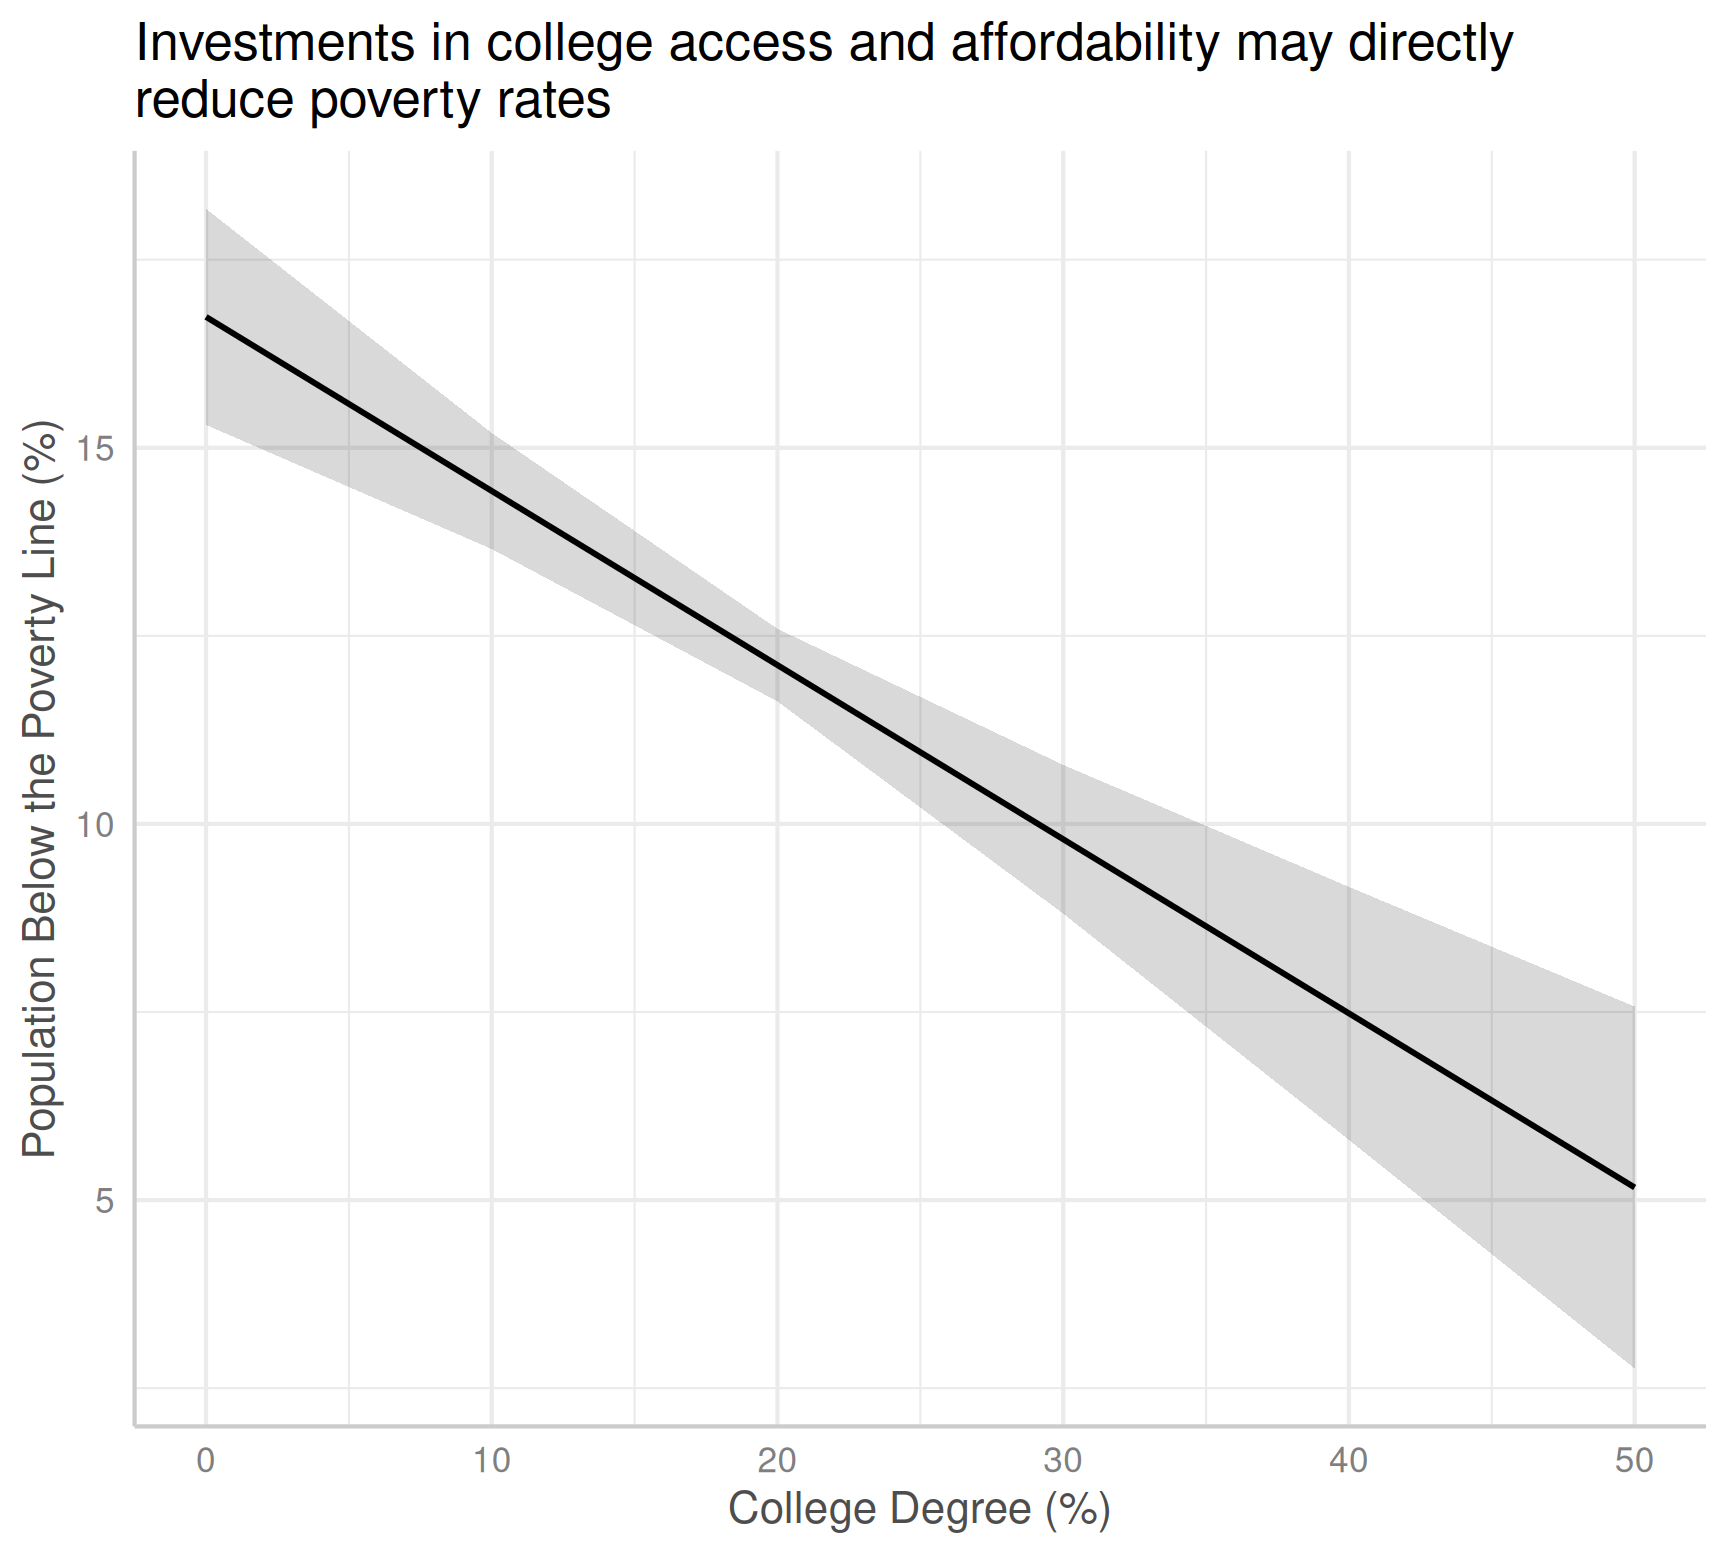 Investments in college access and affordability may directly
reduce poverty rates
Population Below the Poverty Line (%)
15
10
5
0 10 20 30 40 50
College Degree (%)